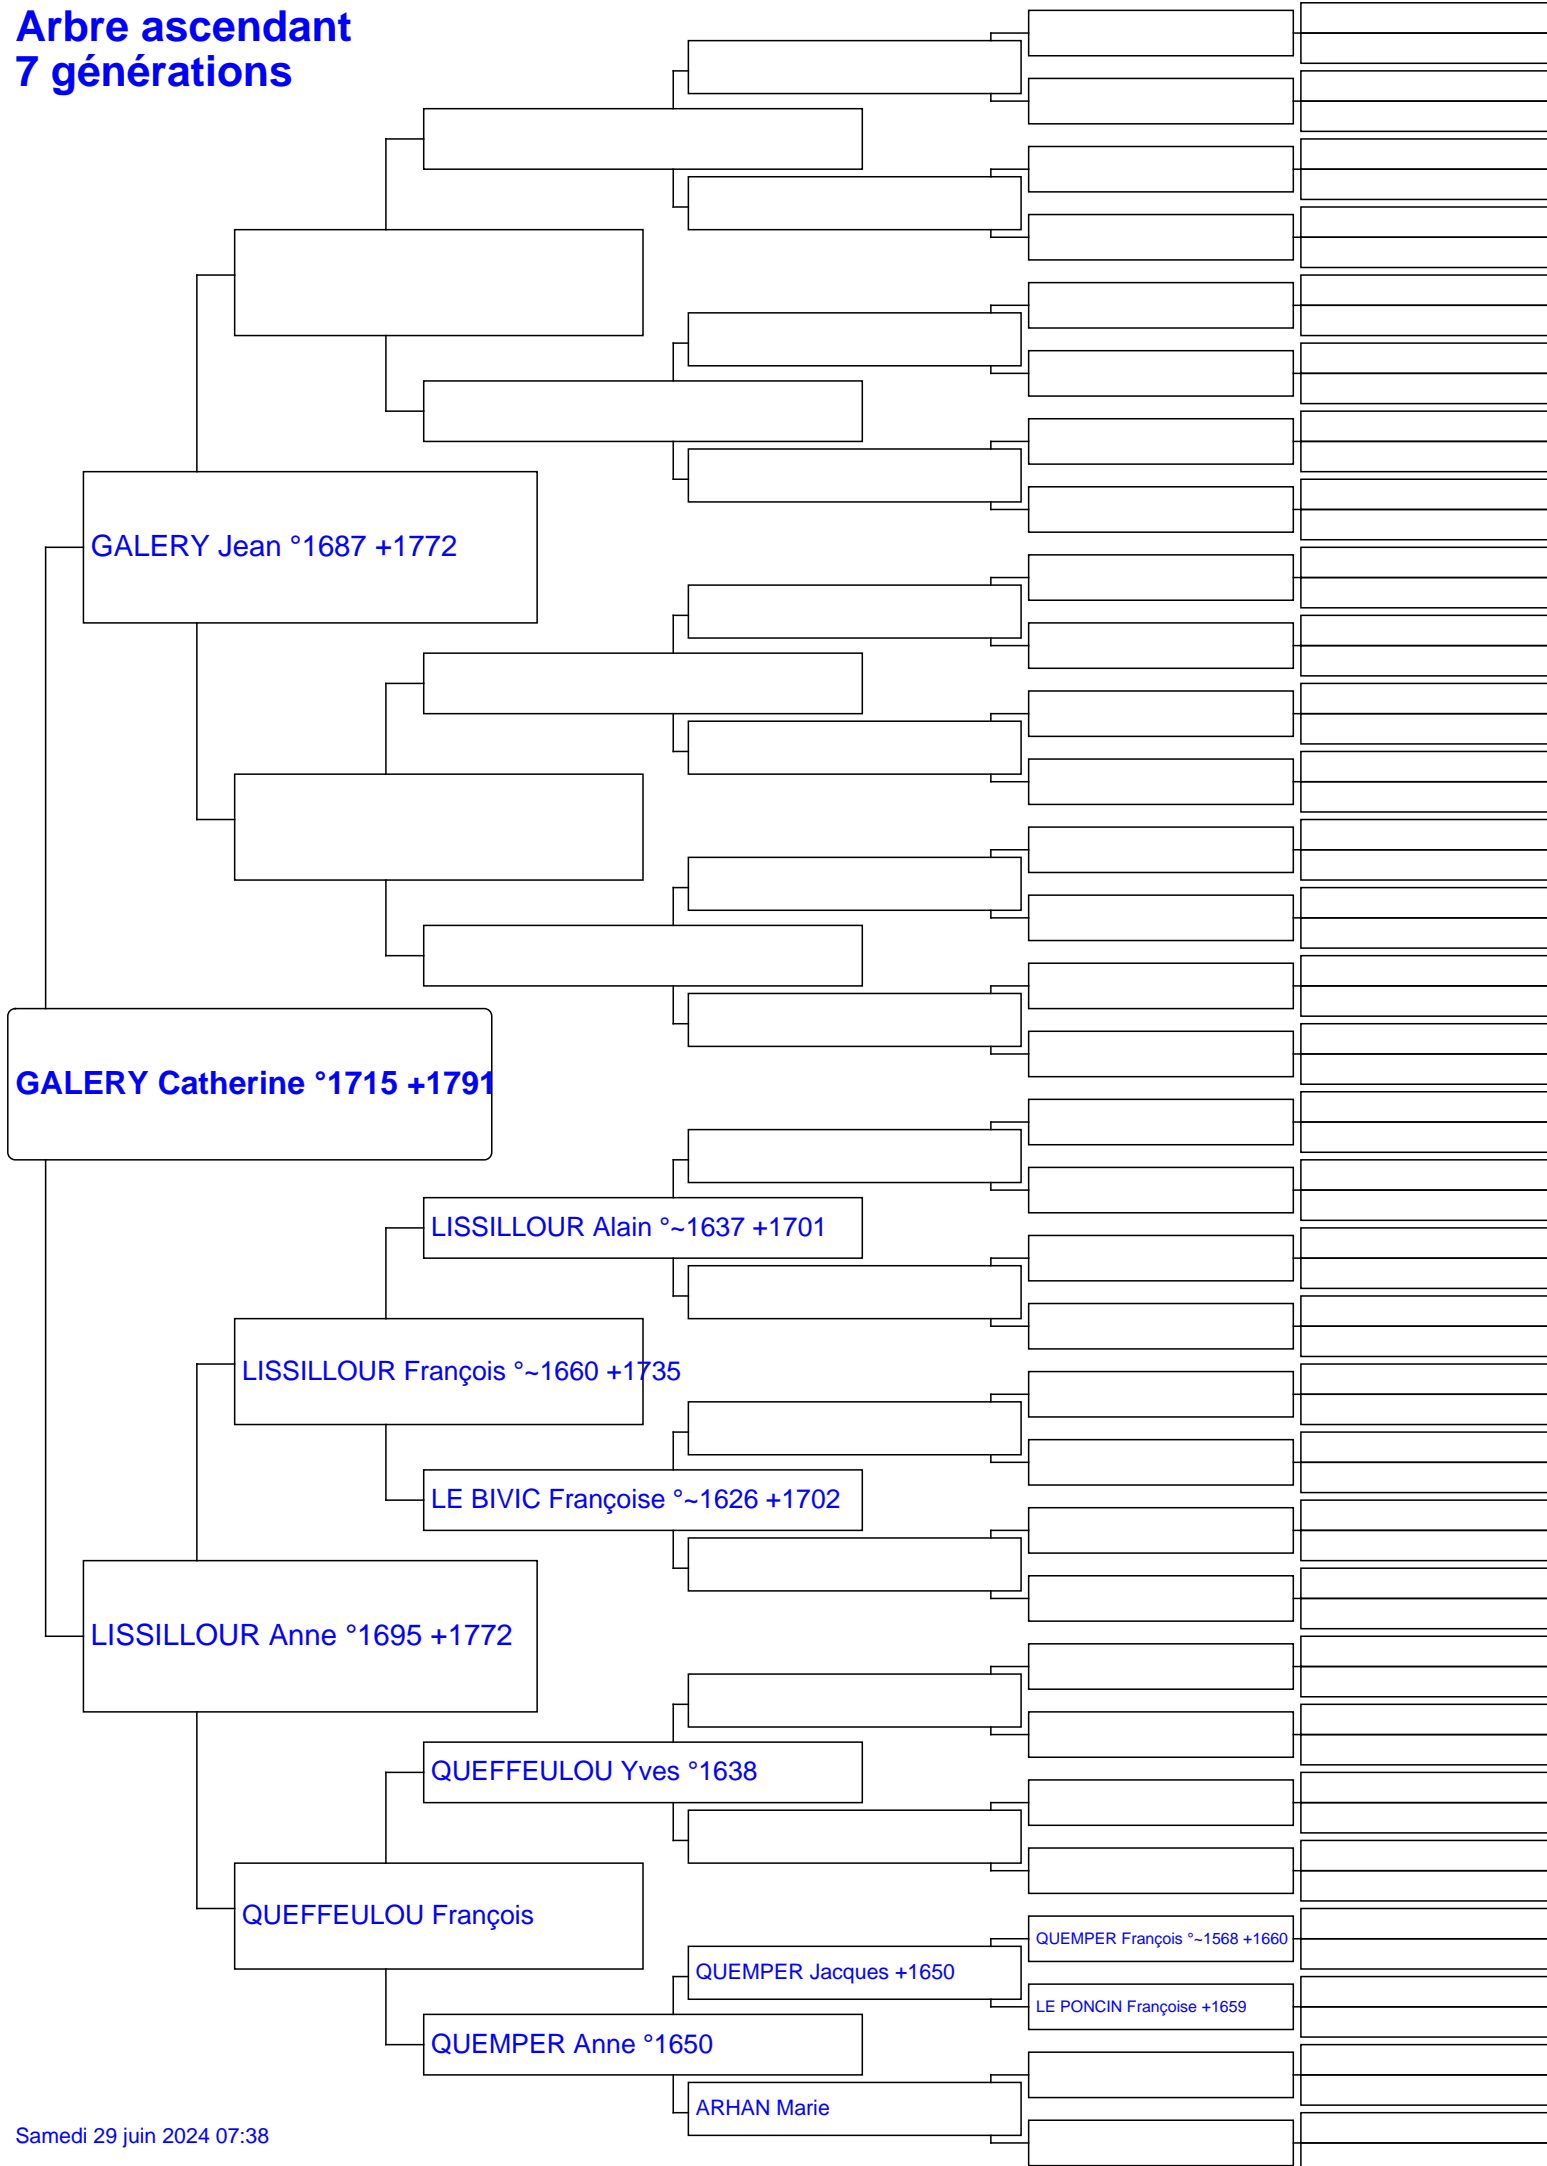 Arbre ascendant
7 générations
GALERY Jean °1687 +1772
GALERY Catherine °1715 +1791
LISSILLOUR Alain °~1637 +1701
LISSILLOUR François °~1660 +1735
LE BIVIC Françoise °~1626 +1702
LISSILLOUR Anne °1695 +1772
QUEFFEULOU Yves °1638
QUEFFEULOU François
QUEMPER François °~1568 +1660
QUEMPER Jacques +1650
LE PONCIN Françoise +1659
QUEMPER Anne °1650
ARHAN Marie
Samedi 29 juin 2024 07:38